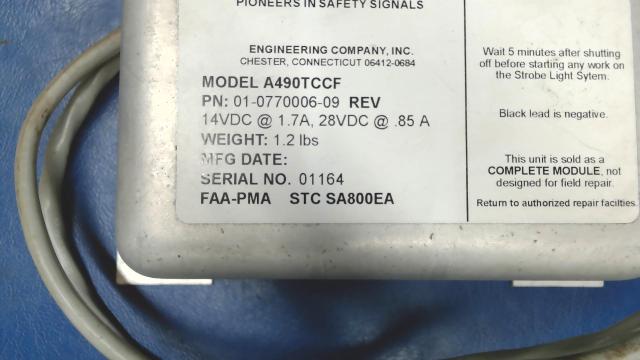 PIONEERS IN SAFETY SIGNALS
ENGINEERING COMPANY, INC.
CHESTER, CONNECTICUT 06412-0684
MODEL A490TCCF
PN: 01-0770006-09 REV
14VDC @ 1.7A, 28VDC @ .85 A
WEIGHT: 1.2 lbs
MFG DATE:
SERIAL NO. 01164
FAA-PMA STC SA800EA
Wait 5 minutes after shutting
off before starting any work on
the Strobe Light Sytem.
Black lead is negative.
This unit is sold as a
COMPLETE MODULE, not
designed for field repair.
Return to authorized repair facilties.